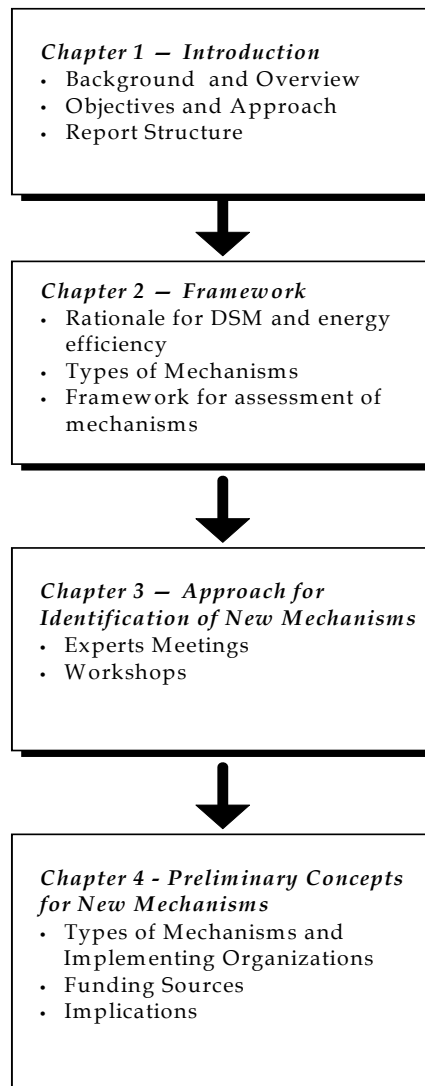 Chapter 1 — Introduction
• Background and Overview
• Objectives and Approach
• Report Structure
Chapter 2 — Framework
• Rationale for DSM and energy
efficiency
• Types of Mechanisms
• Framework for assessment of
mechanisms
Chapter 3 — Approach for
Identification of New Mechanisms
• Experts Meetings
• Workshops
Chapter 4 - Preliminary Concepts
for New Mechanisms
• Types of Mechanisms and
Implementing Organizations
• Funding Sources
• Implications